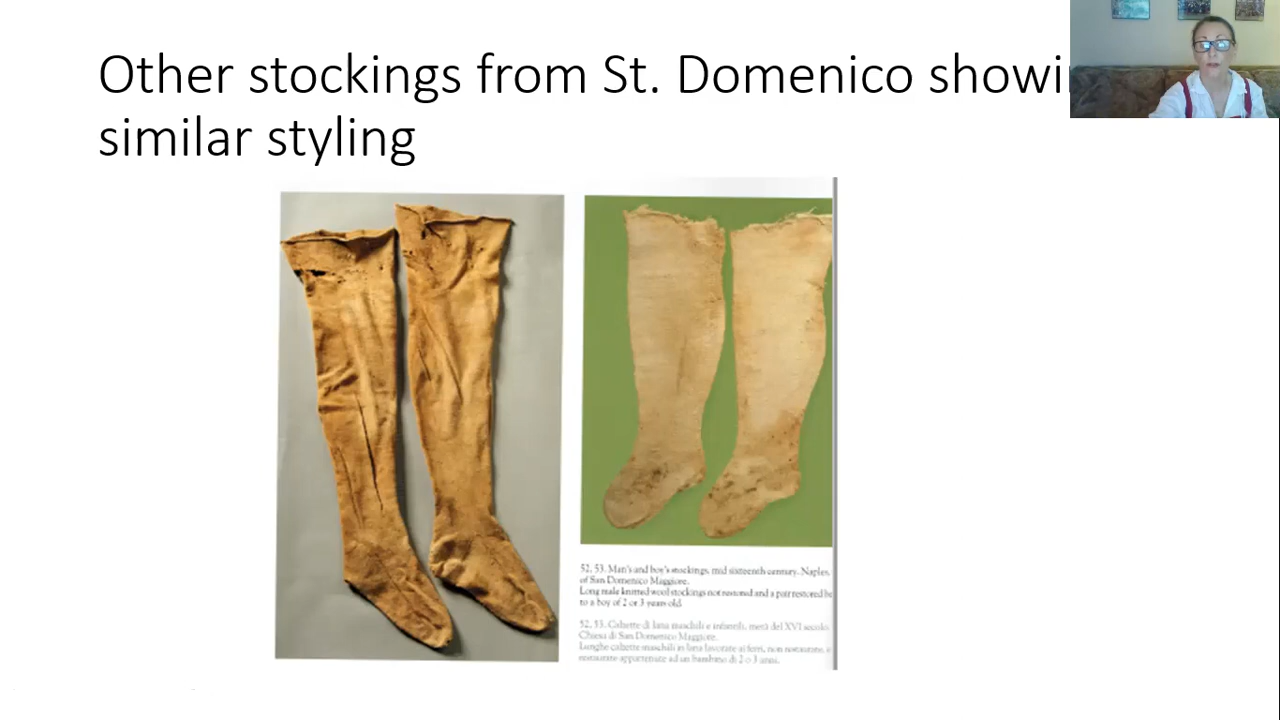 Other stockings from St. Domenico showi
similar styling
52, 53. Man's and boy's stockings, mid sixteenth century. Naples,
of San Domenico Maggiore.
Long male knitted wool stockings not restored and a pair restored be
to a boy of 2 or 3 years old.
52, 53. Calzette di lana maschili e infantili, metà del XVI secolo.
Chiesa di San Domenico Maggiore.
Lunghe calzette maschili in lana lavorate ai ferri, non restaurate, e
restaurate appartenute ad un bambino di 2 o 3 anni.